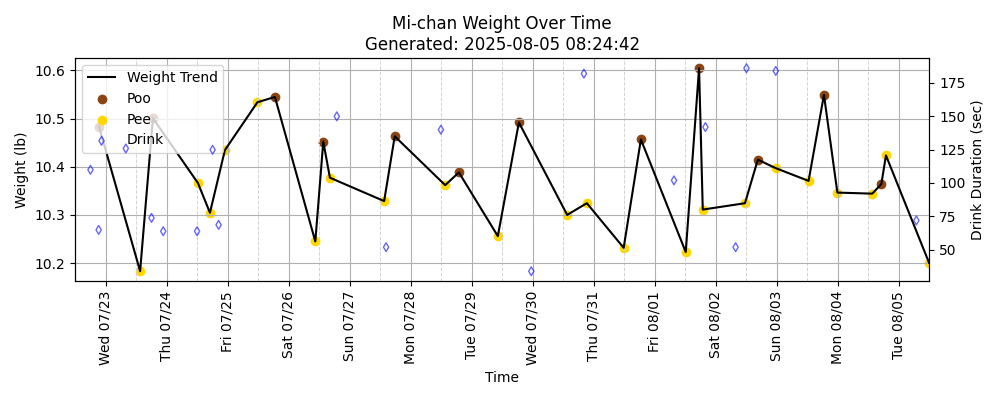 Mi-chan Weight Over Time
Generated: 2025-08-05 08:24:42
Weight (lb)
10.6
10.5
10.4
10.3
10.2
Weight Trend
Poo
Pee
Drink
175
150
125
100
75
50
Drink Duration (sec)
Wed 07/23
Thu 07/24
Fri 07/25
Sat 07/26
Sun 07/27
Mon 07/28
Tue 07/29
Wed 07/30
Thu 07/31
Fri 08/01
Sat 08/02
Sun 08/03
Mon 08/04
Tue 08/05
Time